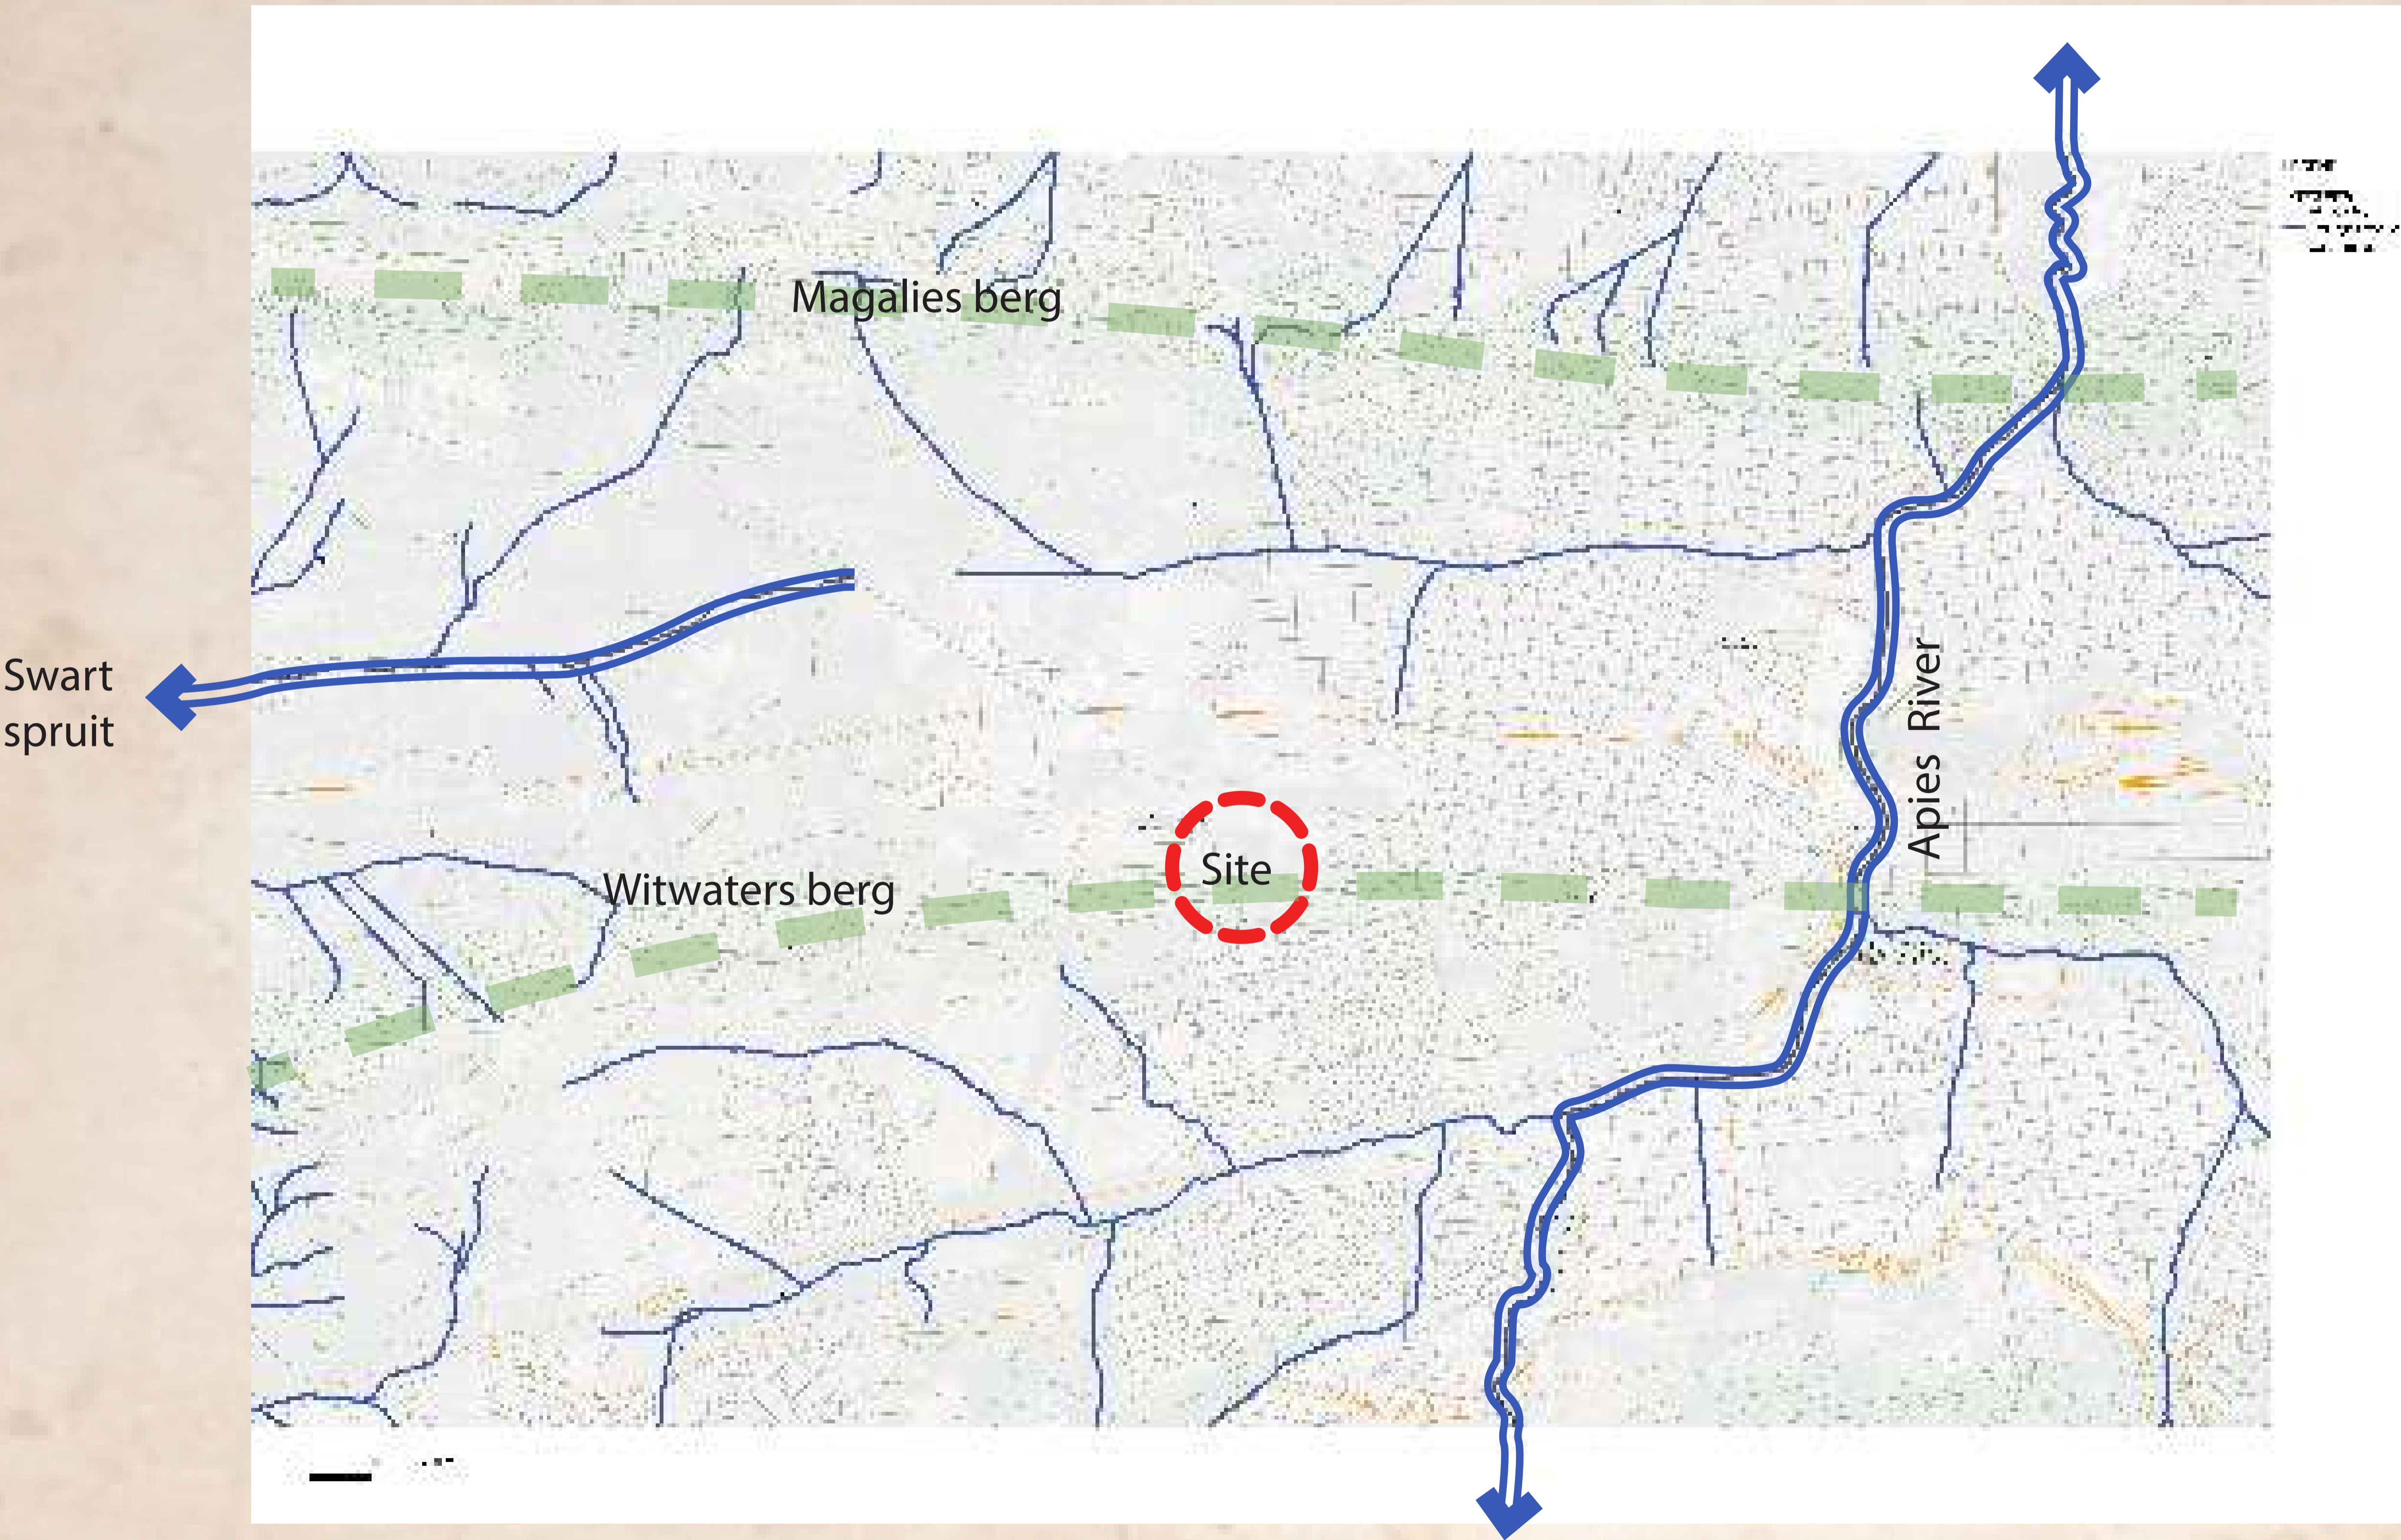 Magalies berg
Swart
spruit
Apies River
Site
Witwaters berg